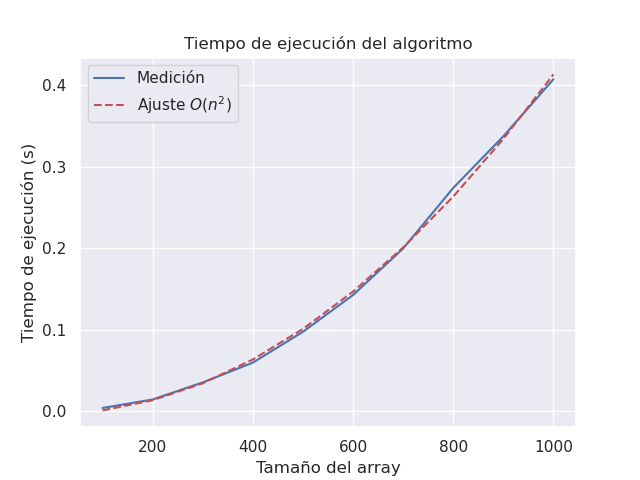 Tiempo de ejecución del algoritmo
Medición
Ajuste O(n²)
Tiempo de ejecución (s)
0.4
0.3
0.2
0.1
0.0
200 400 600 800 1000
Tamaño del array